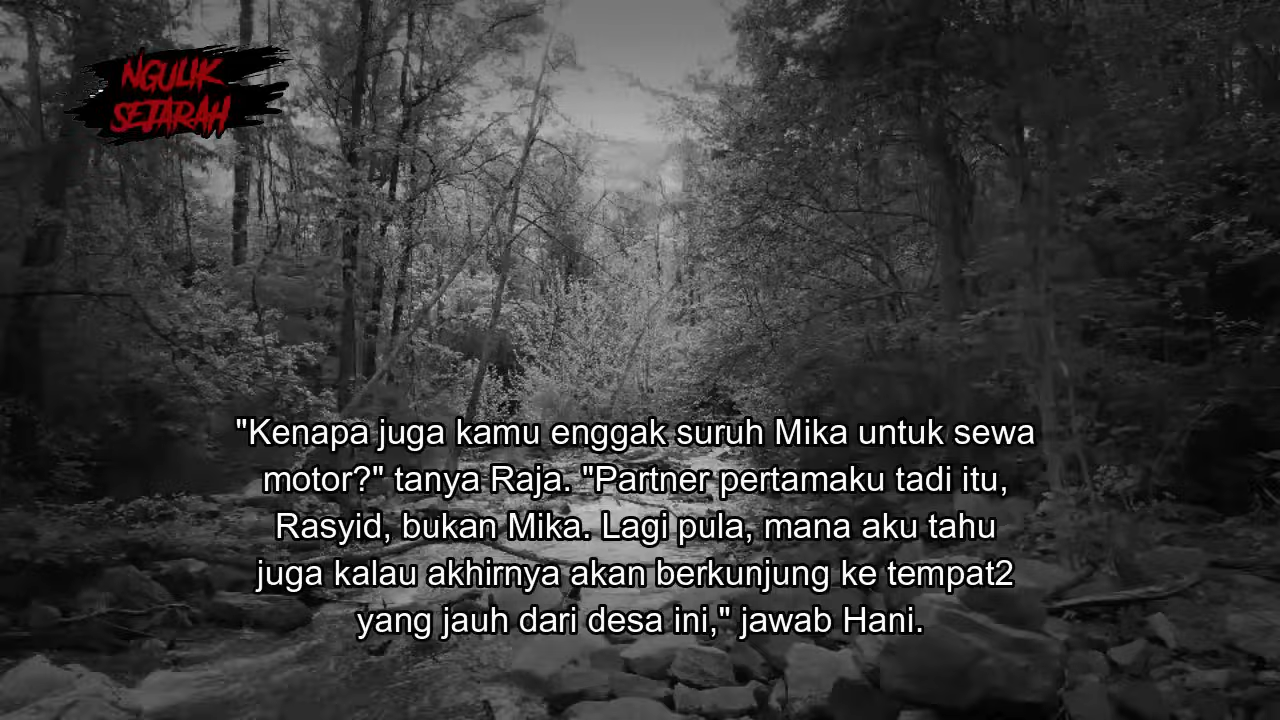 NGULIK
SEJARAH
"Kenapa juga kamu enggak suruh Mika untuk sewa
motor?" tanya Raja. "Partner pertamaku tadi itu,
Rasyid, bukan Mika. Lagi pula, mana aku tahu
juga kalau akhirnya akan berkunjung ke tempat2
yang jauh dari desa ini," jawab Hani.